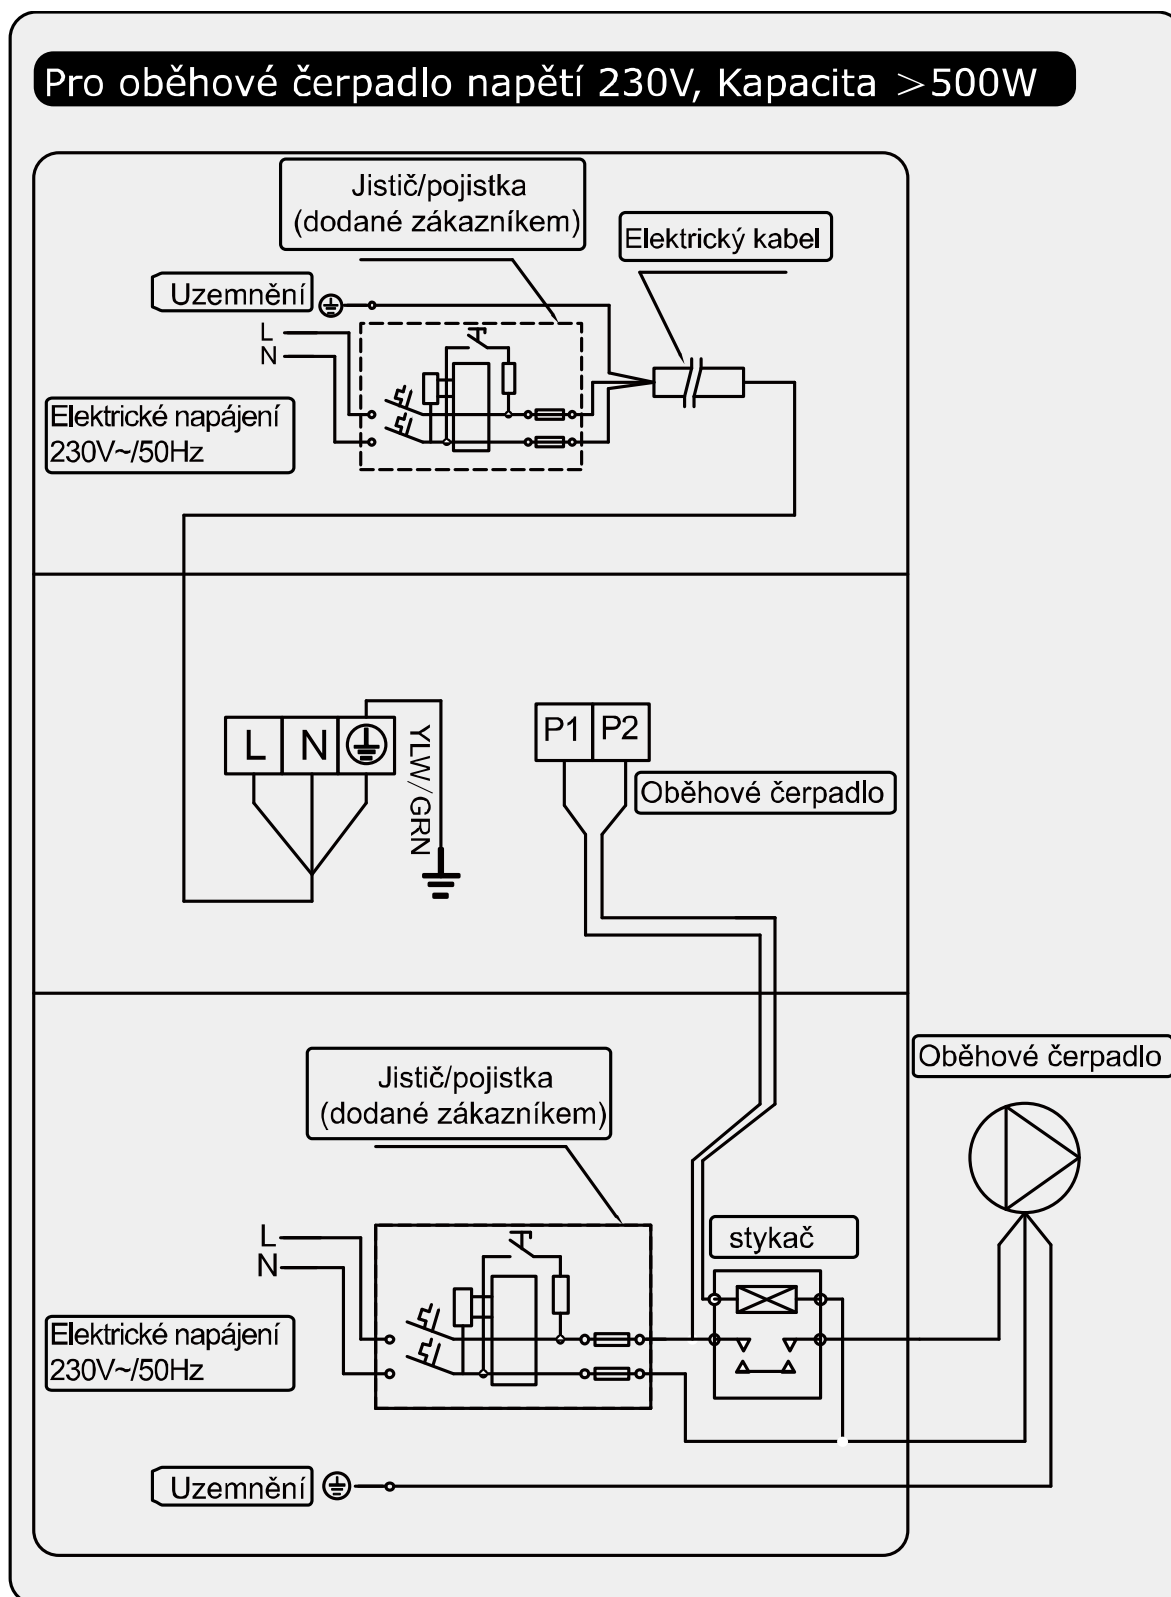 Pro oběhové čerpadlo napětí 230V, Kapacita >500W
Jistič/pojistka
(dodané zákazníkem)
Elektrický kabel
Uzemnění
L
N
Elektrické napájení
230V~/50Hz
L N
YLW/GRN
P1 P2
Oběhové čerpadlo
Oběhové čerpadlo
Jistič/pojistka
(dodané zákazníkem)
stykač
L
N
Elektrické napájení
230V~/50Hz
Uzemnění